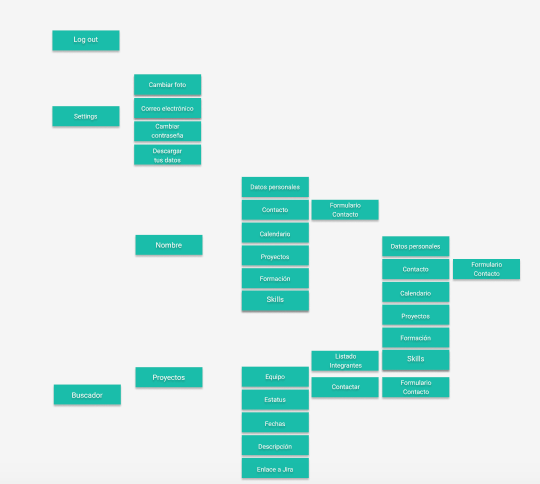 Log out
Cambiar foto
Correo electrónico
Settings
Cambiar
contraseña
Descargar
tus datos
Datos personales
Contacto
Formulario
Contacto
Calendario
Nombre
Proyectos
Formación
Skills
Datos personales
Contacto
Formulario
Contacto
Calendario
Proyectos
Formación
Skills
Listado
Integrantes
Proyectos
Equipo
Contactar
Formulario
Contacto
Buscador
Estatus
Fechas
Descripción
Enlace a Jira